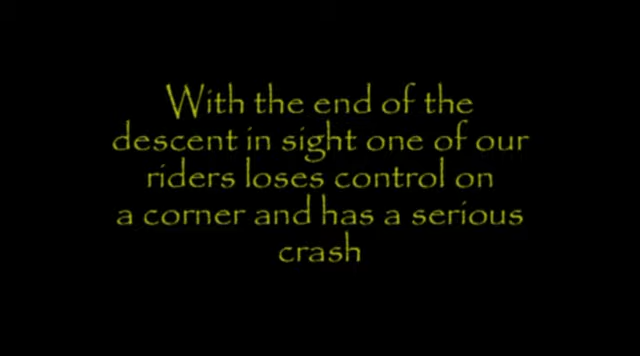 With the end of the
descent in sight one of our
riders loses control on
a corner and has a serious
crash